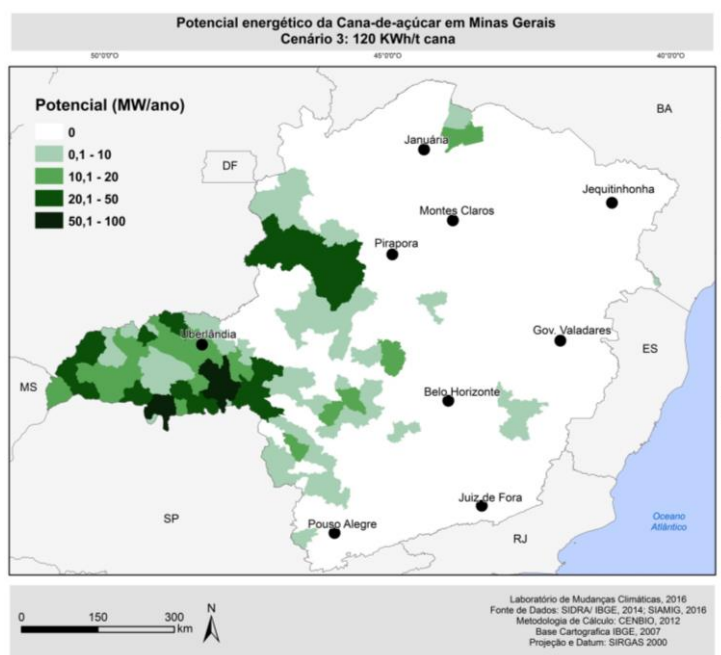 Potencial energético da Cana-de-açúcar em Minas Gerais
Cenário 3: 120 KWh/t cana
50°0'0"O
45°0'0"O
40°0'0"O
Potencial (MW/ano)
0
0,1 - 10
10,1 - 20
20,1 - 50
50,1 - 100
BA
DF
Januária
Jequitinhonha
Montes Claros
Pirapora
Uberlândia
Gov. Valadares
ES
MS
Belo Horizonte
Juiz de Fora
SP
Pouso Alegre
RJ
Oceano
Atlântico
0 150 300
km
N
Laboratório de Mudanças Climáticas, 2016
Fonte de Dados: SIDRA/ IBGE, 2014; SIAMIG, 2016
Metodologia de Cálculo: CENBIO, 2012
Base Cartografica IBGE, 2007
Projeção e Datum: SIRGAS 2000